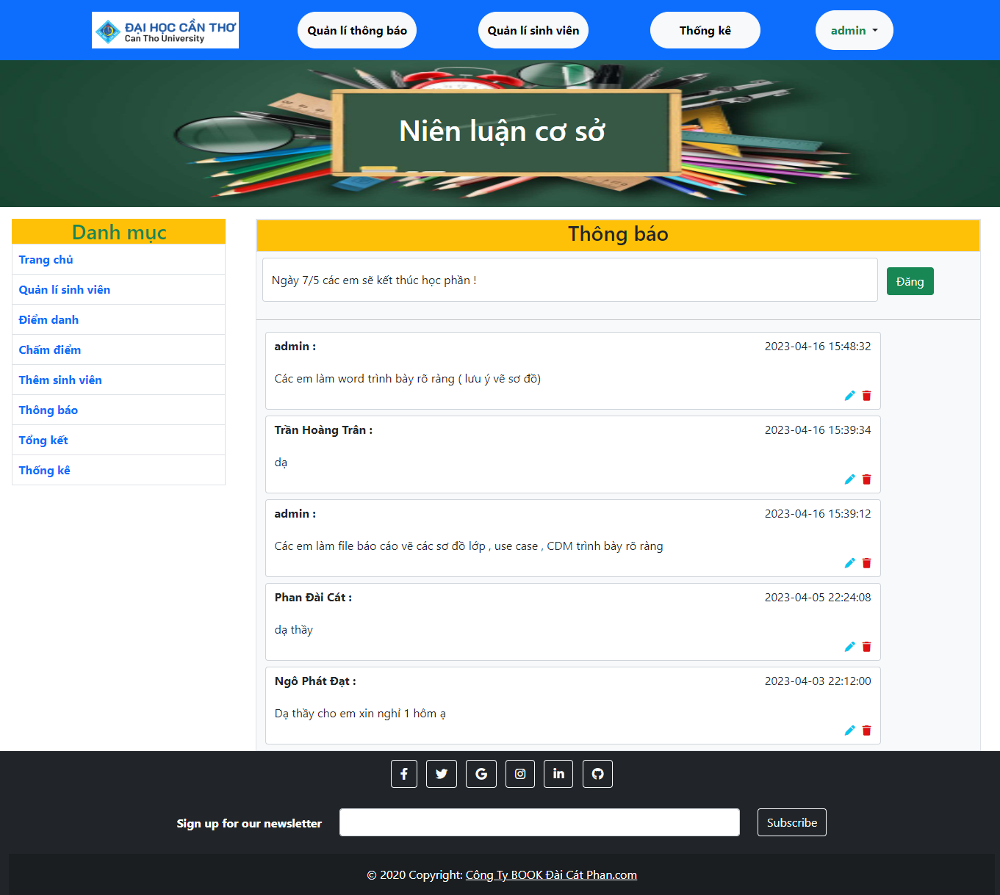 ĐẠI HỌC CẦN THƠ
Can Tho University
Quản lí thông báo
Quản lí sinh viên
Thống kê
admin
Niên luận cơ sở
Danh mục
Trang chủ
Quản lí sinh viên
Điểm danh
Chấm điểm
Thêm sinh viên
Thông báo
Tổng kết
Thống kê
Thông báo
Ngày 7/5 các em sẽ kết thúc học phần !
Đăng
admin : 2023-04-16 15:48:32
Các em làm word trình bày rõ ràng ( lưu ý vẽ sơ đồ)
Trần Hoàng Trân : 2023-04-16 15:39:34
dạ
admin : 2023-04-16 15:39:12
Các em làm file báo cáo vẽ các sơ đồ lớp , use case , CDM trình bày rõ ràng
Phan Đài Cát : 2023-04-05 22:24:08
dạ thầy
Ngô Phát Đạt : 2023-04-03 22:12:00
Dạ thầy cho em xin nghỉ 1 hôm ạ
Sign up for our newsletter
Subscribe
© 2020 Copyright: Công Ty BOOK Đài Cát Phan.com